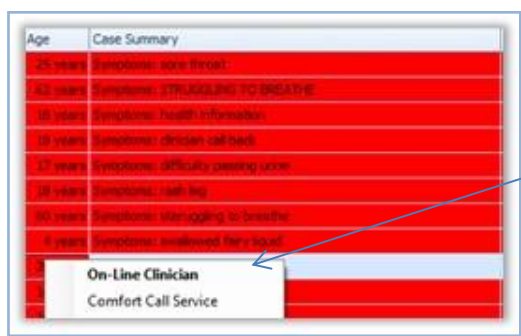 Age Case Summary
25 years Symptoms: sore throat
62 years Symptoms: STRUGGLING TO BREATHE
18 years Symptoms: health information
19 years Symptoms: clinician call back
17 years Symptoms: difficulty passing urine
18 years Symptoms: rash leg
80 years Symptoms: struggling to breathe
4 years Symptoms: swallowed fairy liquid
On-Line Clinician
Comfort Call Service